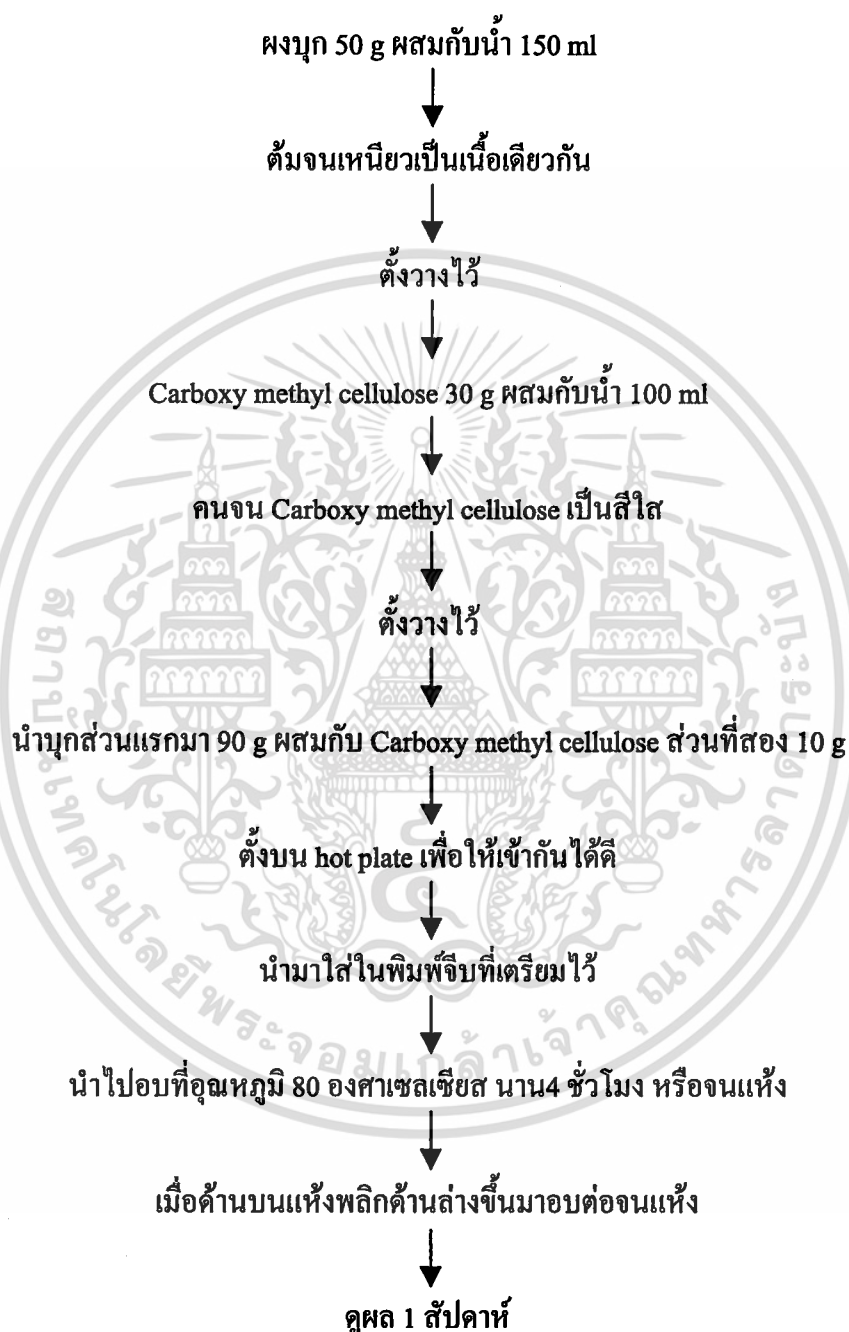 ผงบุก 50 g ผสมกับน้ำ 150 ml
ต้มจนเหนียวเป็นเนื้อเดียวกัน
ตั้งวางไว้
Carboxy methyl cellulose 30 g ผสมกับน้ำ 100 ml
คนจน Carboxy methyl cellulose เป็นสีใส
ตั้งวางไว้
นำบุกส่วนแรกมา 90 g ผสมกับ Carboxy methyl cellulose ส่วนที่สอง 10 g
ตั้งบน hot plate เพื่อให้เข้ากันได้ดี
นำมาใส่ในพิมพ์จีบที่เตรียมไว้
นำไปอบที่อุณหภูมิ 80 องศาเซลเซียส นาน4 ชั่วโมง หรือจนแห้ง
เมื่อด้านบนแห้งพลิกด้านล่างขึ้นมาอบต่อจนแห้ง
ดูผล 1 สัปดาห์